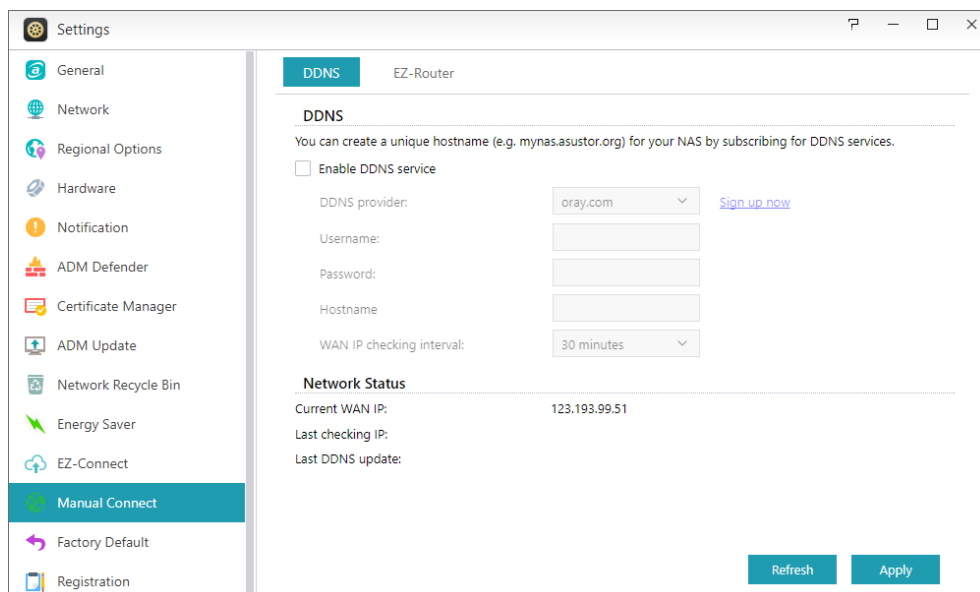 Settings
General
Network
Regional Options
Hardware
Notification
ADM Defender
Certificate Manager
ADM Update
Network Recycle Bin
Energy Saver
EZ-Connect
Manual Connect
Factory Default
Registration
DDNS EZ-Router
DDNS
You can create a unique hostname (e.g. mynas.asustor.org) for your NAS by subscribing for DDNS services.
Enable DDNS service
DDNS provider: oray.com Sign up now
Username:
Password:
Hostname
WAN IP checking interval: 30 minutes
Network Status
Current WAN IP: 123.193.99.51
Last checking IP:
Last DDNS update:
Refresh Apply